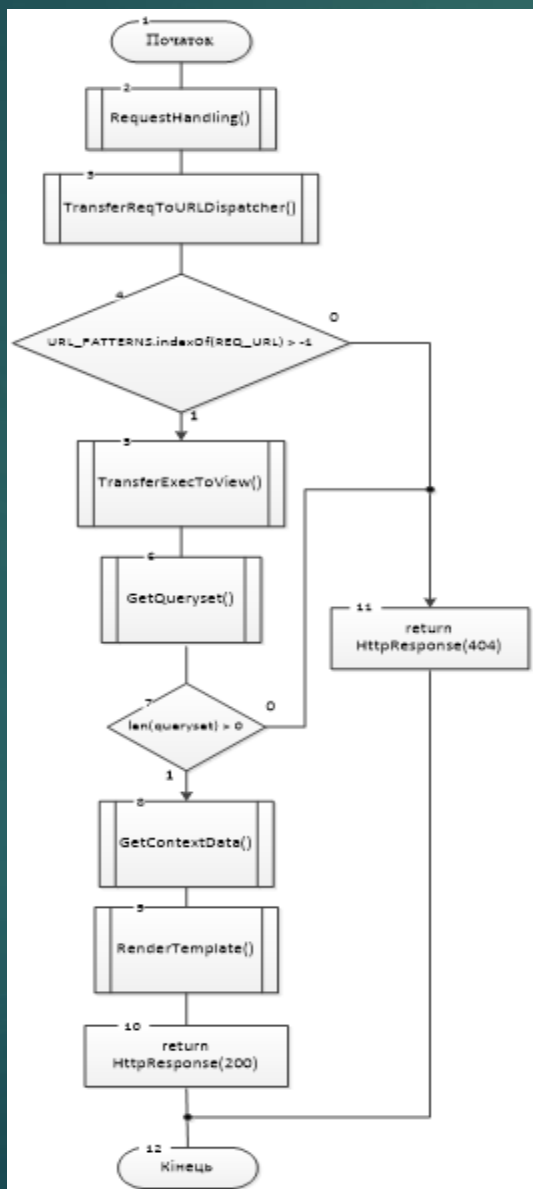 1
Початок
2
RequestHandling()
3
TransferReqToURLDispatcher()
4
0
URL_PATTERNS.indexOf(REQ_URL) > -1
1
5
TransferExecToView()
6
GetQueryset()
11
return
HttpResponse(404)
7
0
len(queryset) > 0
1
8
GetContextData()
9
RenderTemplate()
10
return
HttpResponse(200)
12
Кінець